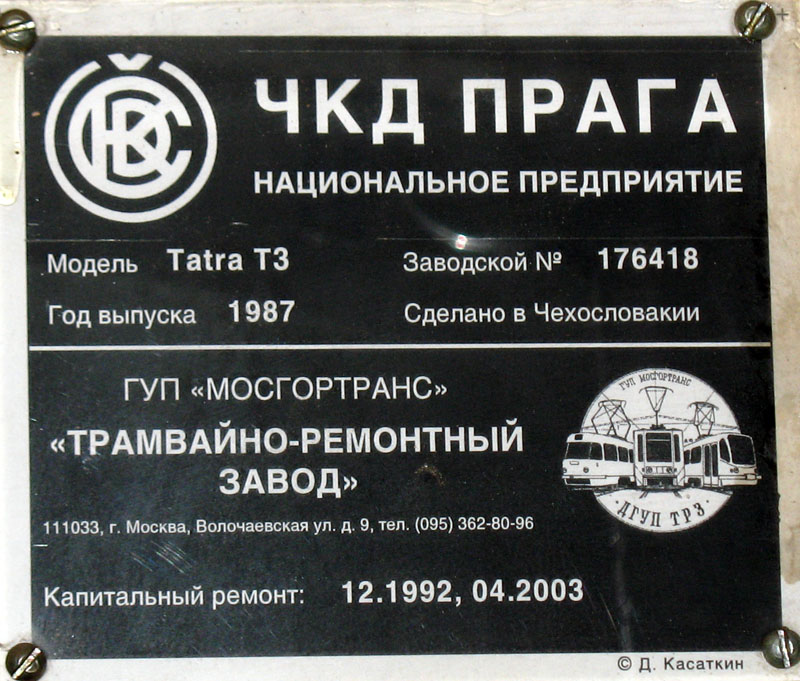 ČKD
ЧКД ПРАГА
НАЦИОНАЛЬНОЕ ПРЕДПРИЯТИЕ
Модель Tatra T3 Заводской № 176418
Год выпуска 1987 Сделано в Чехословакии
ГУП «МОСГОРТРАНС»
«ТРАМВАЙНО-РЕМОНТНЫЙ
ЗАВОД»
111033, г. Москва, Волочаевская ул. д. 9, тел. (095) 362-80-96
ГУП МОСГОРТРАНС
· ДГУП ТРЗ ·
Капитальный ремонт: 12.1992, 04.2003
© Д. Касаткин